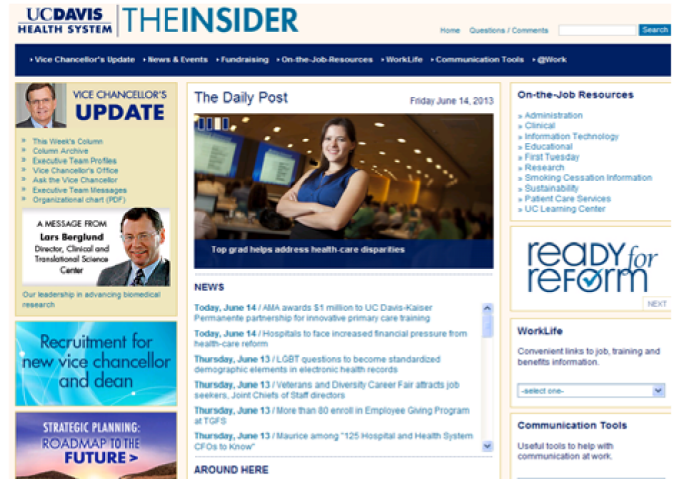 UCDAVIS
HEALTH SYSTEM
THEINSIDER
Home Questions / Comments Search
Vice Chancellor's Update News & Events Fundraising On-the-Job-Resources WorkLife Communication Tools @Work
VICE CHANCELLOR'S
UPDATE
» This Week's Column
» Column Archive
» Executive Team Profiles
» Vice Chancellor's Office
» Ask the Vice Chancellor
» Executive Team Messages
» Organizational chart (PDF)
A MESSAGE FROM
Lars Berglund
Director, Clinical and
Translational Science
Center
Our leadership in advancing biomedical
research
Recruitment for
new vice chancellor
and dean
STRATEGIC PLANNING:
ROADMAP TO THE
FUTURE >
The Daily Post
Friday June 14, 2013
Top grad helps address health-care disparities
NEWS
Today, June 14 / AMA awards $1 million to UC Davis-Kaiser
Permanente partnership for innovative primary care training
Today, June 14 / Hospitals to face increased financial pressure from
health-care reform
Thursday, June 13 / LGBT questions to become standardized
demographic elements in electronic health records
Thursday, June 13 / Veterans and Diversity Career Fair attracts job
seekers, Joint Chiefs of Staff directors
Thursday, June 13 / More than 80 enroll in Employee Giving Program
at TGFS
Thursday, June 13 / Maurice among "125 Hospital and Health System
CFOs to Know"
AROUND HERE
On-the-Job Resources
» Administration
» Clinical
» Information Technology
» Educational
» First Tuesday
» Research
» Smoking Cessation Information
» Sustainability
» Patient Care Services
» UC Learning Center
ready for
reform
NEXT
WorkLife
Convenient links to job, training and
benefits information.
-select one-
Communication Tools
Useful tools to help with
communication at work.